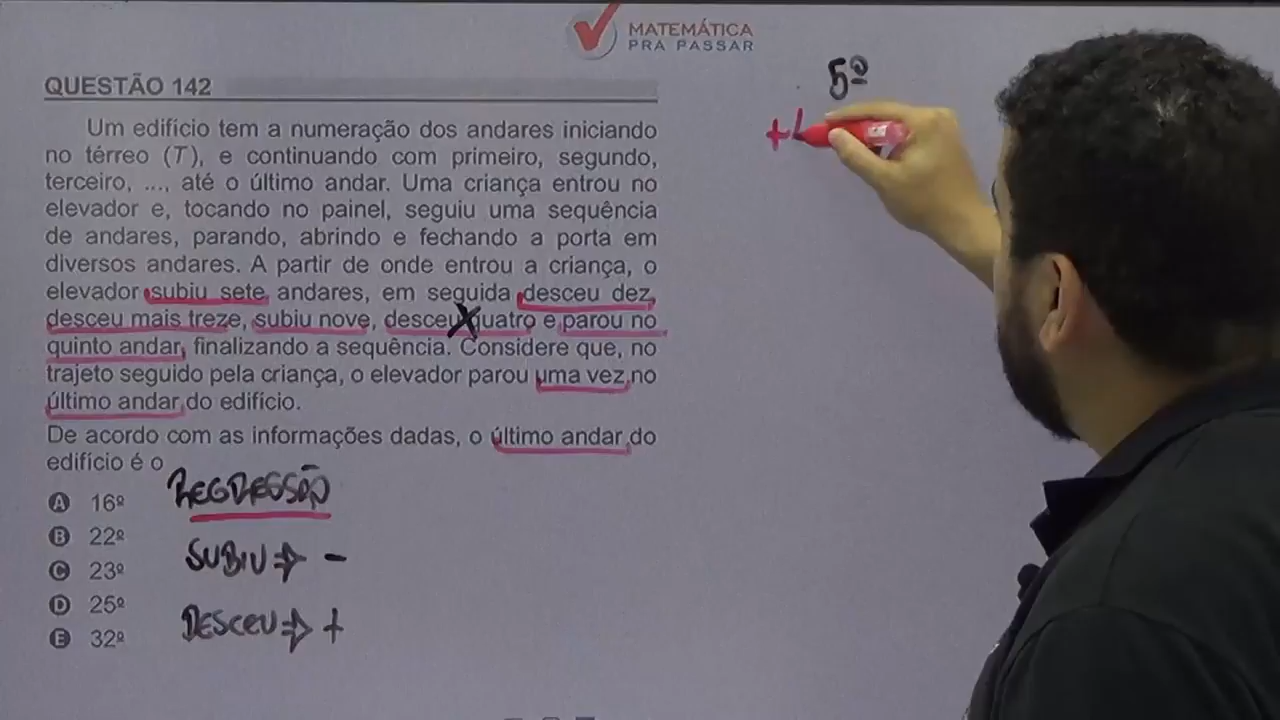 MATEMÁTICA
PRA PASSAR
QUESTÃO 142
Um edifício tem a numeração dos andares iniciando
no térreo (T), e continuando com primeiro, segundo,
terceiro, ..., até o último andar. Uma criança entrou no
elevador e, tocando no painel, seguiu uma sequência
de andares, parando, abrindo e fechando a porta em
diversos andares. A partir de onde entrou a criança, o
elevador subiu sete andares, em seguida desceu dez,
desceu mais treze, subiu nove, desceu quatro e parou no
quinto andar, finalizando a sequência. Considere que, no
trajeto seguido pela criança, o elevador parou uma vez no
último andar do edifício.
De acordo com as informações dadas, o último andar do
edifício é o
A 16º
B 22º
C 23º
D 25º
E 32º
REGRESSÃO
SUBIU ⇒ -
DESCEU ⇒ +
5º
+